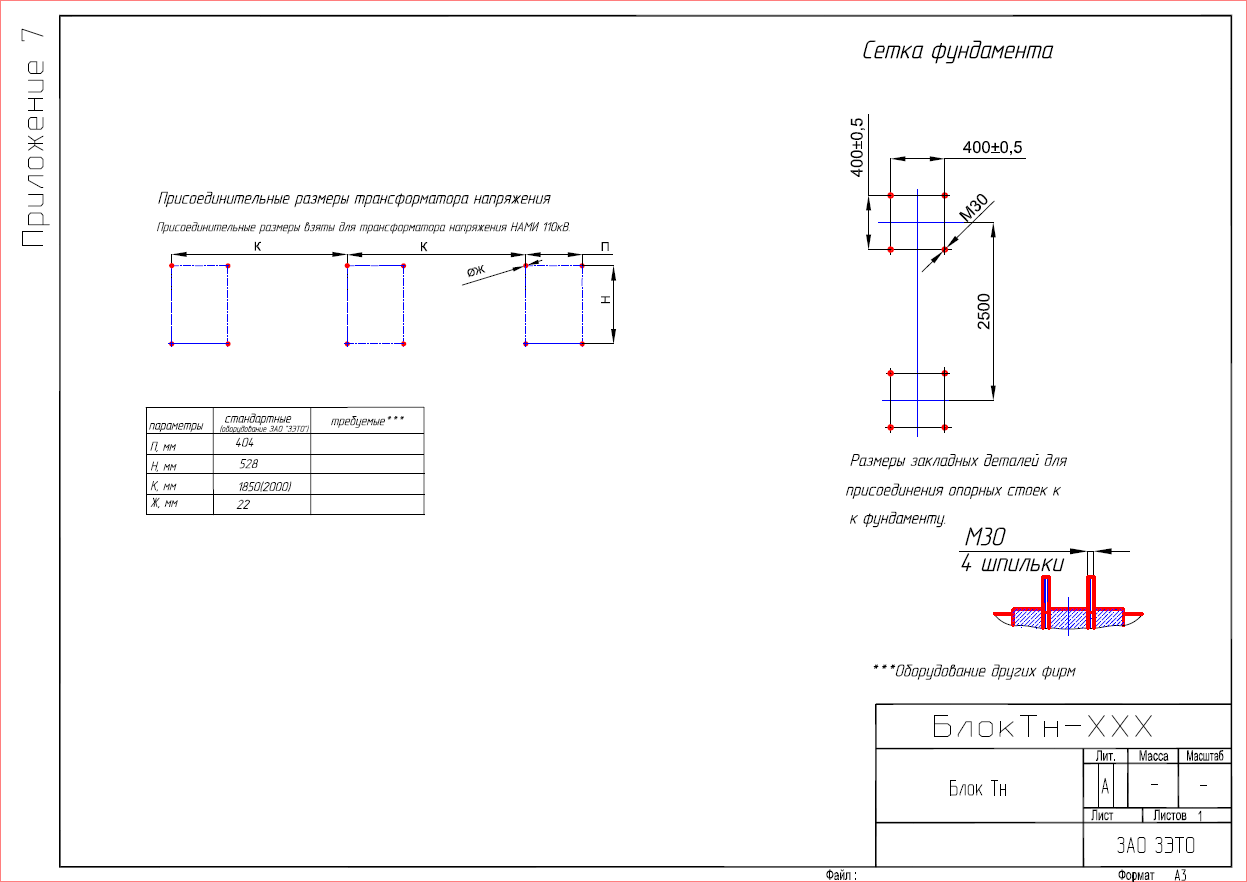 Приложение 7
Сетка фундамента
400±0,5
400±0,5
М30
2500
Присоединительные размеры трансформатора напряжения
Присоединительные размеры взяты для трансформатора напряжения НАМИ 110кВ.
К К П
⌀Ж
Н
параметры стандартные (оборудование ЗАО "ЗЭТО") требуемые***
П, мм 404
Н, мм 528
К, мм 1850(2000)
Ж, мм 22
Размеры закладных деталей для
присоединения опорных стоек к
к фундаменту.
М30
4 шпильки
***Оборудование других фирм
БлокТн-ХХХ
Лит. Масса Масштаб
Блок Тн
А - -
Лист Листов 1
ЗАО ЗЭТО
Файл : Формат А3